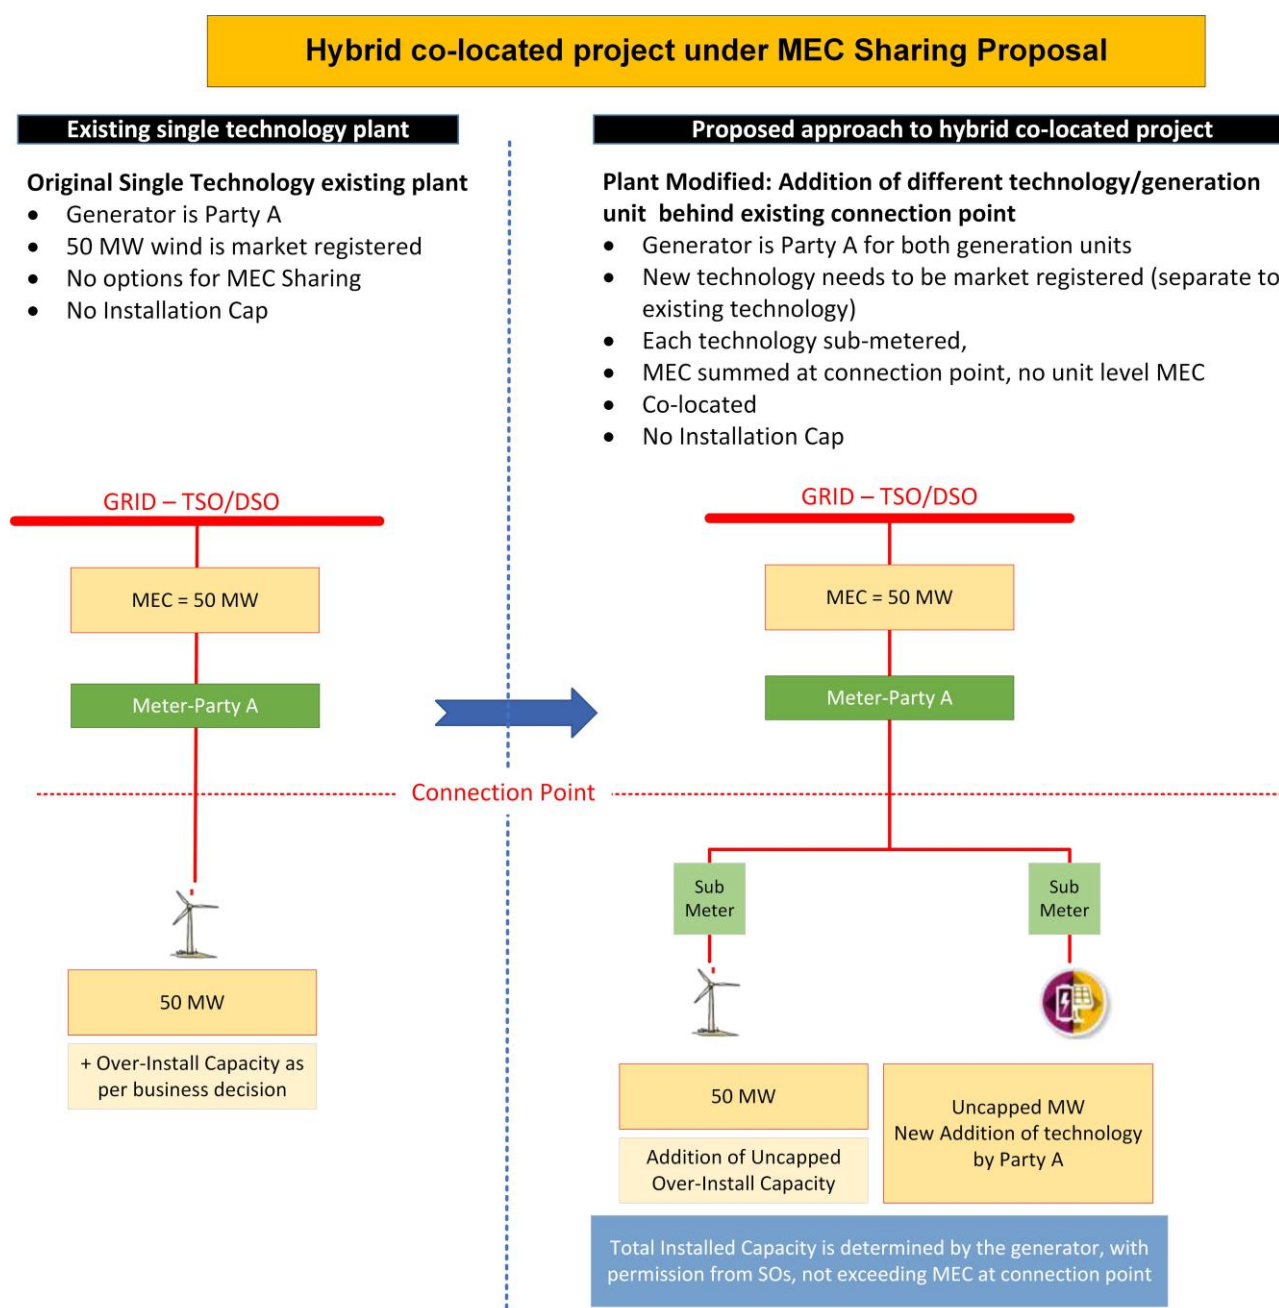 Hybrid co-located project under MEC Sharing Proposal
Existing single technology plant
Original Single Technology existing plant
• Generator is Party A
• 50 MW wind is market registered
• No options for MEC Sharing
• No Installation Cap
GRID – TSO/DSO
MEC = 50 MW
Meter-Party A
Connection Point
50 MW
+ Over-Install Capacity as
per business decision
Proposed approach to hybrid co-located project
Plant Modified: Addition of different technology/generation
unit behind existing connection point
• Generator is Party A for both generation units
• New technology needs to be market registered (separate to
existing technology)
• Each technology sub-metered,
• MEC summed at connection point, no unit level MEC
• Co-located
• No Installation Cap
GRID – TSO/DSO
MEC = 50 MW
Meter-Party A
Sub
Meter
Sub
Meter
50 MW
Addition of Uncapped
Over-Install Capacity
Uncapped MW
New Addition of technology
by Party A
Total Installed Capacity is determined by the generator, with
permission from SOs, not exceeding MEC at connection point